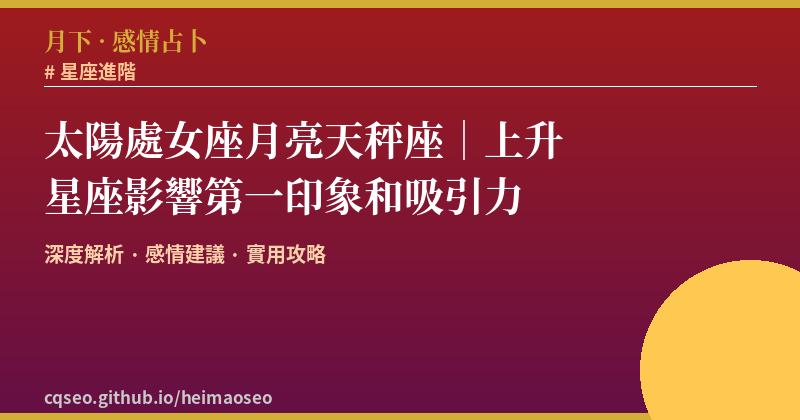 月下 · 感情占卜
# 星座進階
太陽處女座月亮天秤座｜上升
星座影響第一印象和吸引力
深度解析 · 感情建議 · 實用攻略
cqseo.github.io/heimaoseo